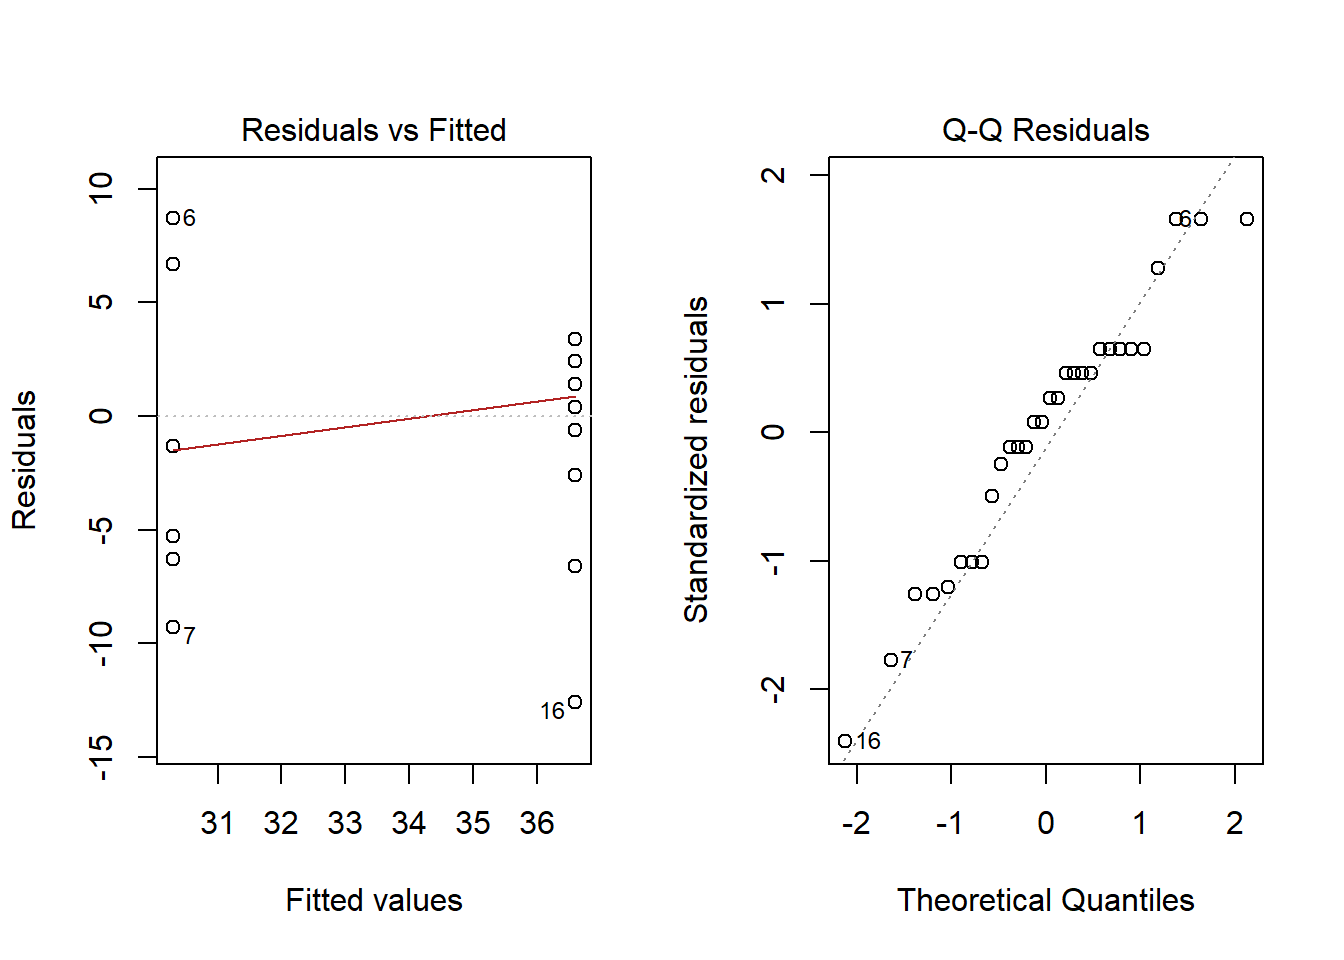 Residuals vs Fitted
Residuals
10
5
0
-5
-10
-15
6
7
16
31 32 33 34 35 36
Fitted values
Q-Q Residuals
Standardized residuals
2
1
0
-1
-2
6
7
16
-2 -1 0 1 2
Theoretical Quantiles